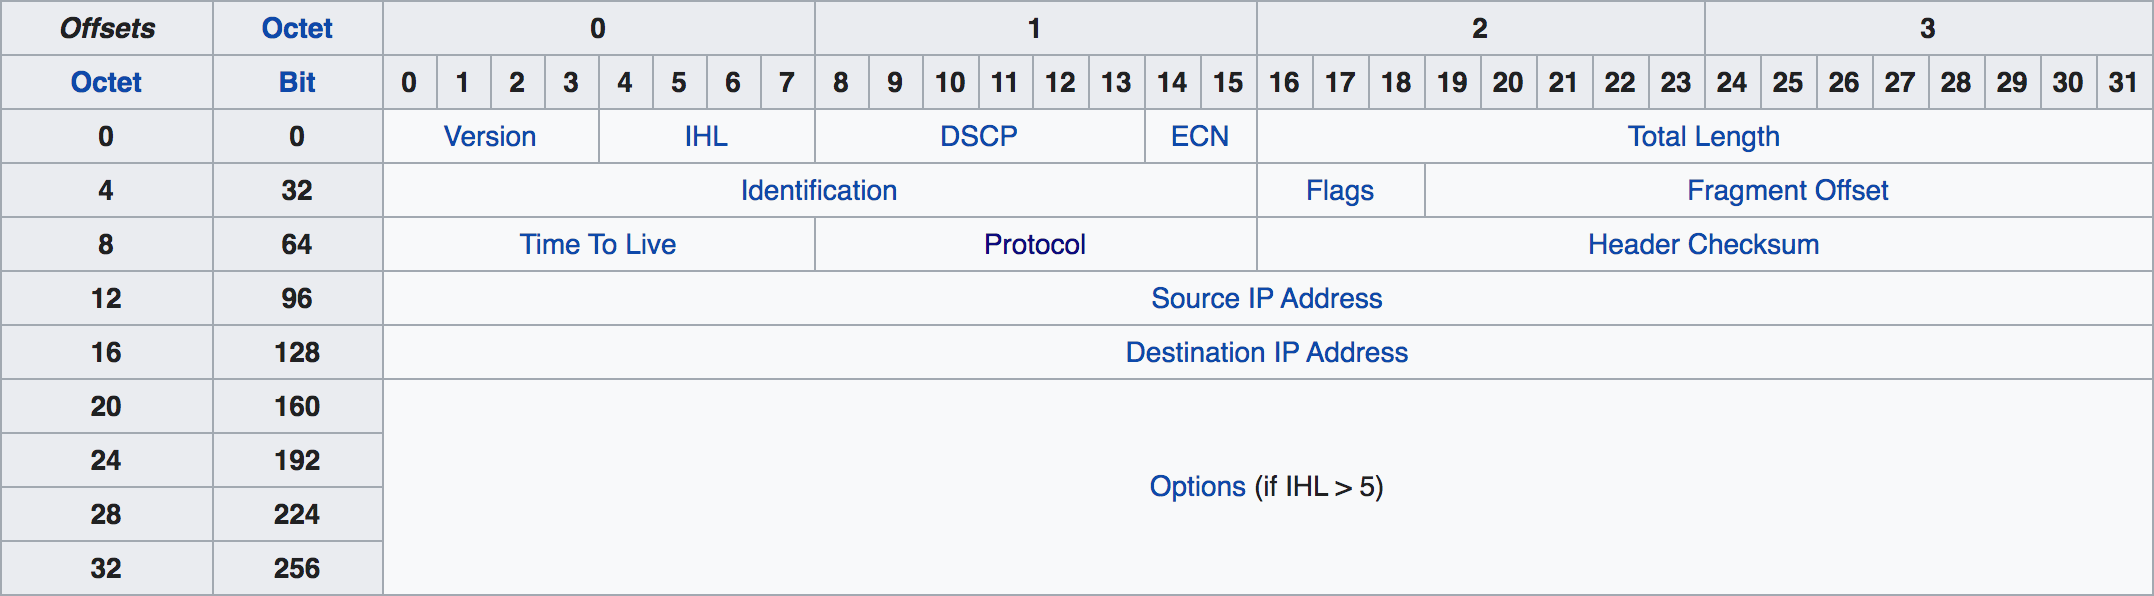 Offsets Octet 0 1 2 3
Octet Bit 0 1 2 3 4 5 6 7 8 9 10 11 12 13 14 15 16 17 18 19 20 21 22 23 24 25 26 27 28 29 30 31
0 0 Version IHL DSCP ECN Total Length
4 32 Identification Flags Fragment Offset
8 64 Time To Live Protocol Header Checksum
12 96 Source IP Address
16 128 Destination IP Address
20 160
24 192
Options (if IHL > 5)
28 224
32 256